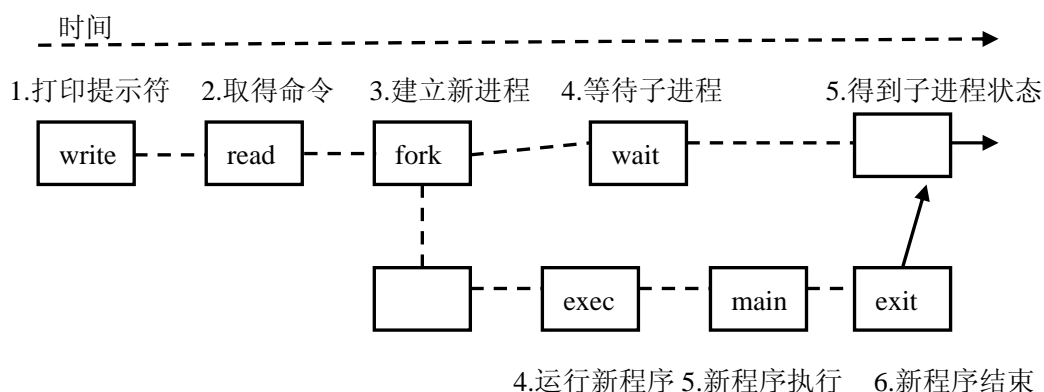 时间
1.打印提示符 2.取得命令 3.建立新进程 4.等待子进程 5.得到子进程状态
write read fork wait
exec main exit
4.运行新程序 5.新程序执行 6.新程序结束